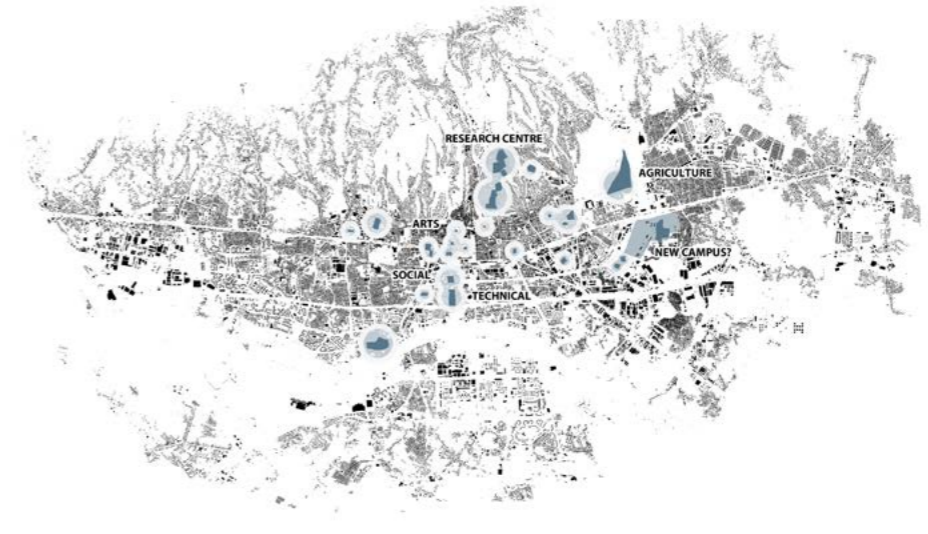 RESEARCH CENTRE
AGRICULTURE
ARTS
NEW CAMPUS?
SOCIAL
TECHNICAL